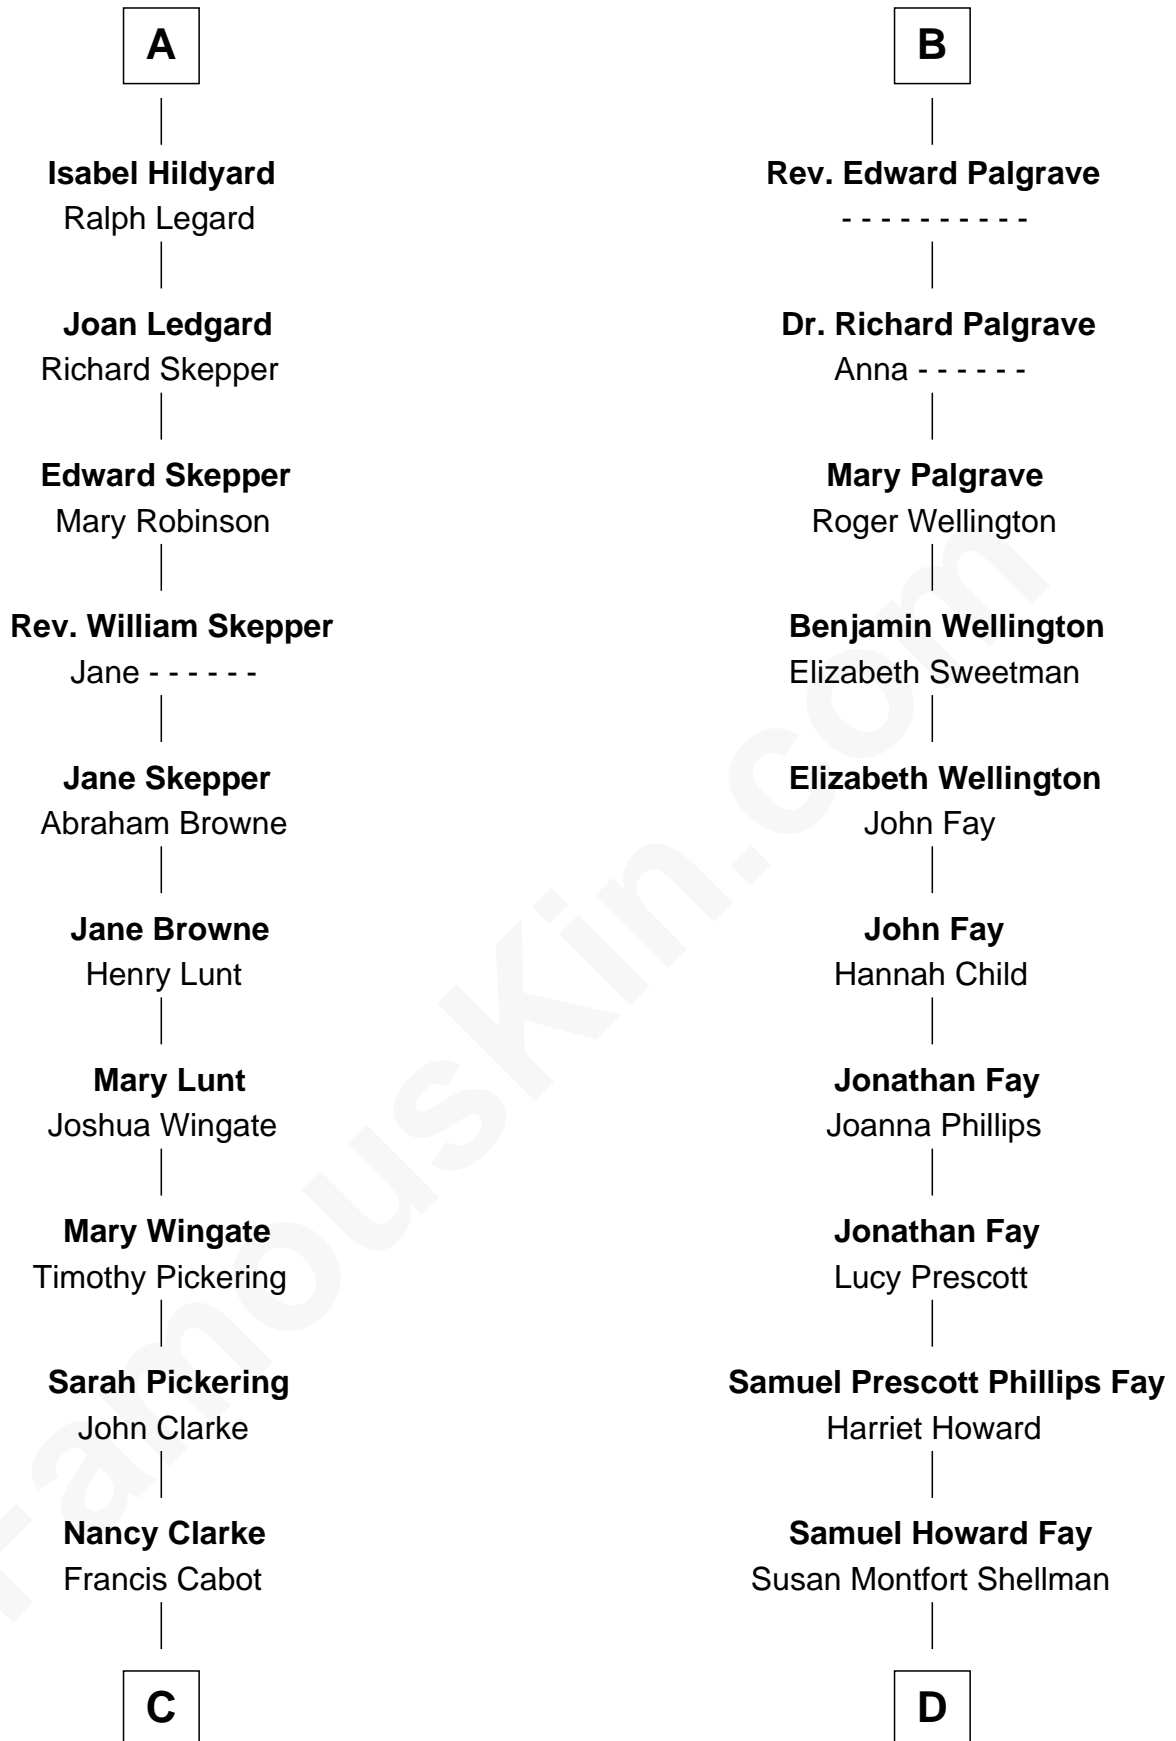 A
Isabel Hildyard
Ralph Legard
Joan Ledgard
Richard Skepper
Edward Skepper
Mary Robinson
Rev. William Skepper
Jane - - - - - -
Jane Skepper
Abraham Browne
Jane Browne
Henry Lunt
Mary Lunt
Joshua Wingate
Mary Wingate
Timothy Pickering
Sarah Pickering
John Clarke
Nancy Clarke
Francis Cabot
C
B
Rev. Edward Palgrave
- - - - - - - - - -
Dr. Richard Palgrave
Anna - - - - - -
Mary Palgrave
Roger Wellington
Benjamin Wellington
Elizabeth Sweetman
Elizabeth Wellington
John Fay
John Fay
Hannah Child
Jonathan Fay
Joanna Phillips
Jonathan Fay
Lucy Prescott
Samuel Prescott Phillips Fay
Harriet Howard
Samuel Howard Fay
Susan Montfort Shellman
D
FamousKin.com